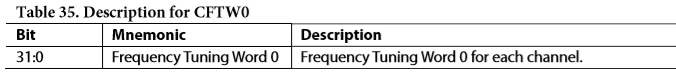 Table 35. Description for CFTW0
Bit Mnemonic Description
31:0 Frequency Tuning Word 0 Frequency Tuning Word 0 for each channel.